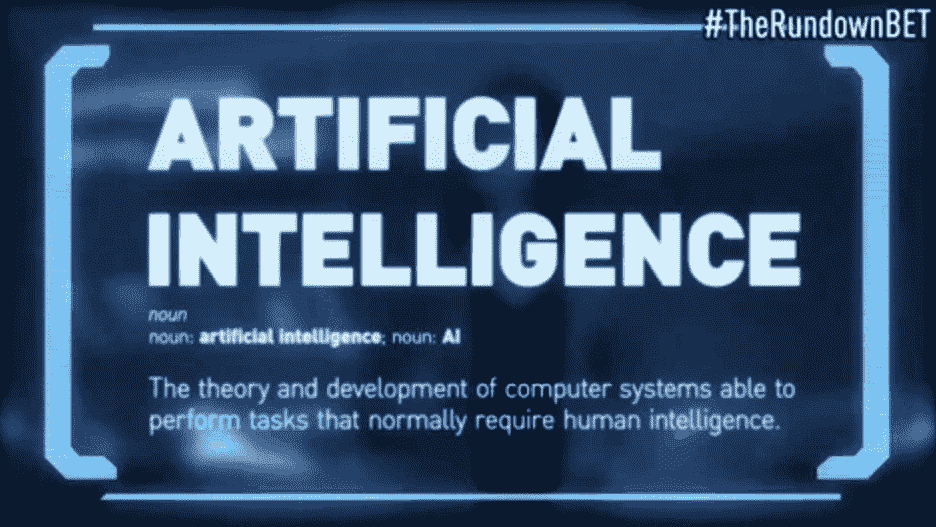 #TheRundownBET
ARTIFICIAL
INTELLIGENCE
noun
noun: artificial intelligence; noun: AI
The theory and development of computer systems able to
perform tasks that normally require human intelligence.